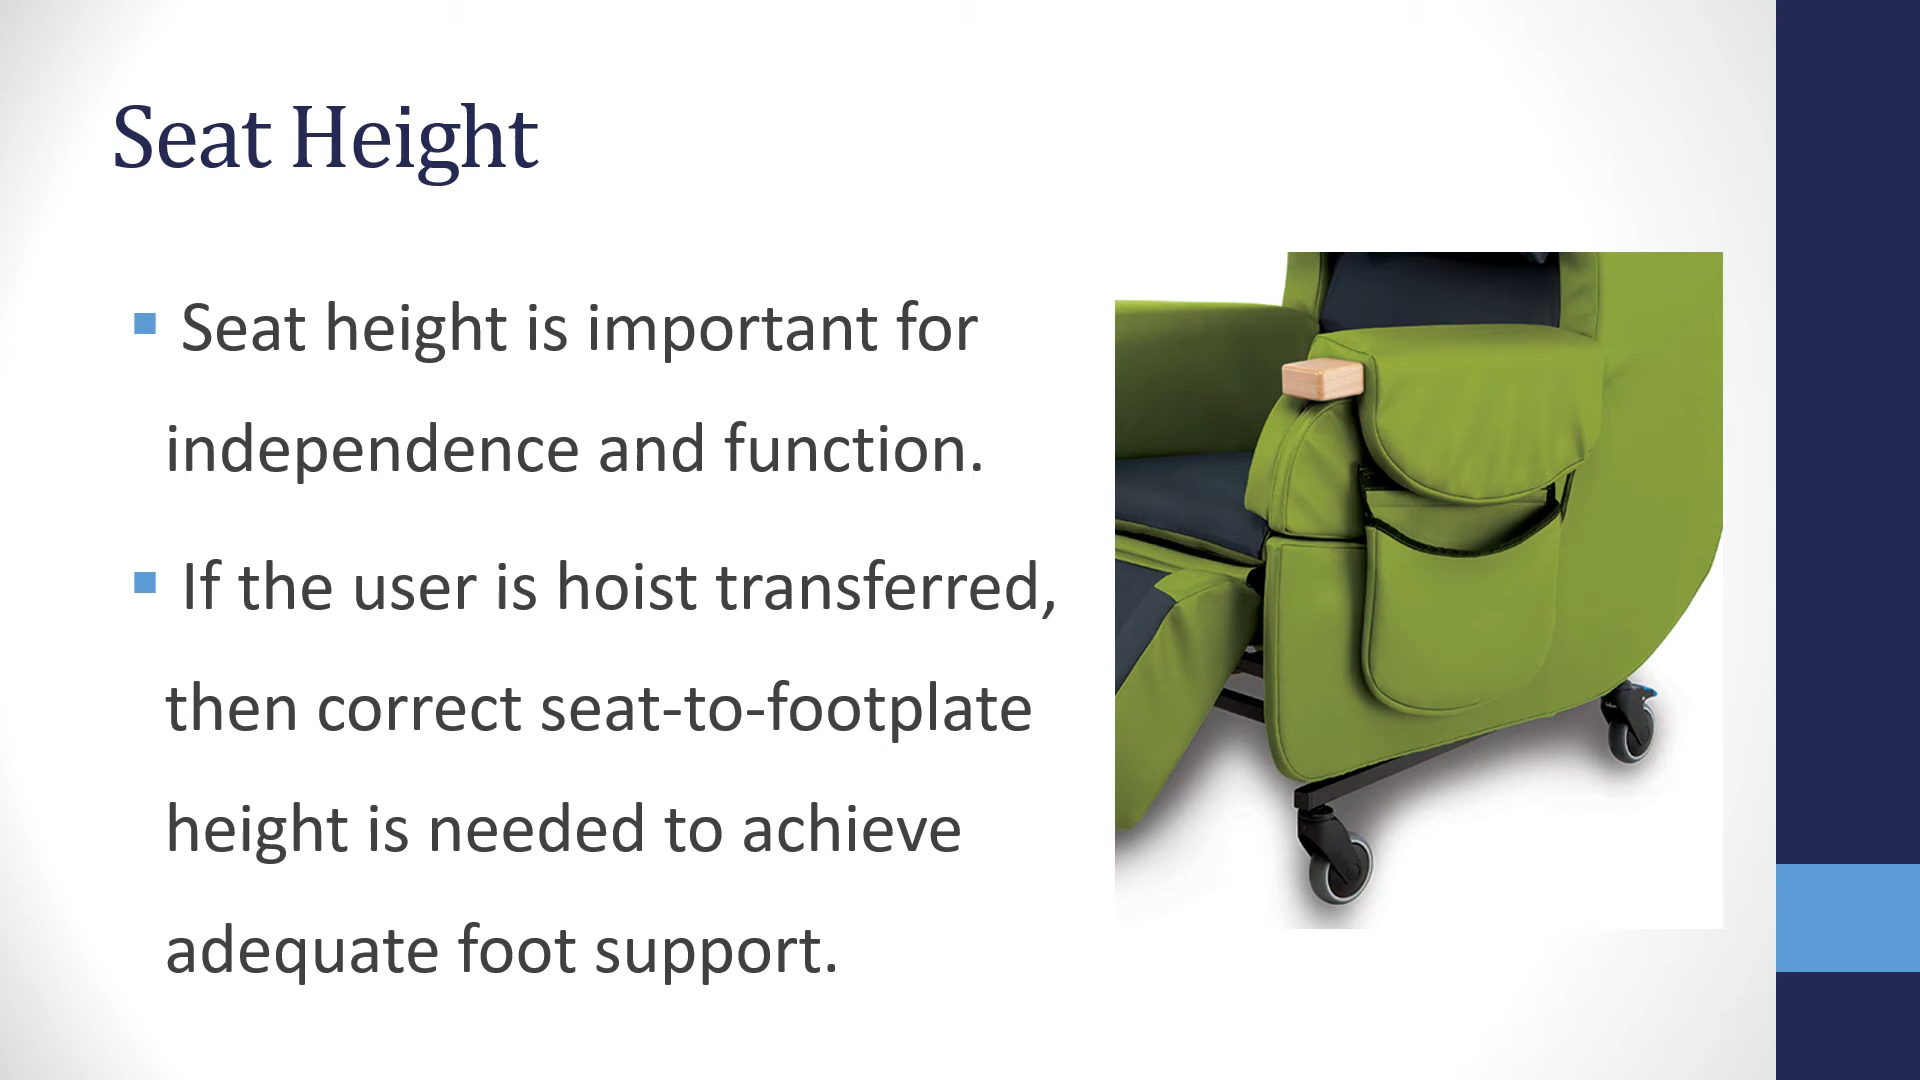 Seat Height
▪ Seat height is important for
independence and function.
▪ If the user is hoist transferred,
then correct seat-to-footplate
height is needed to achieve
adequate foot support.